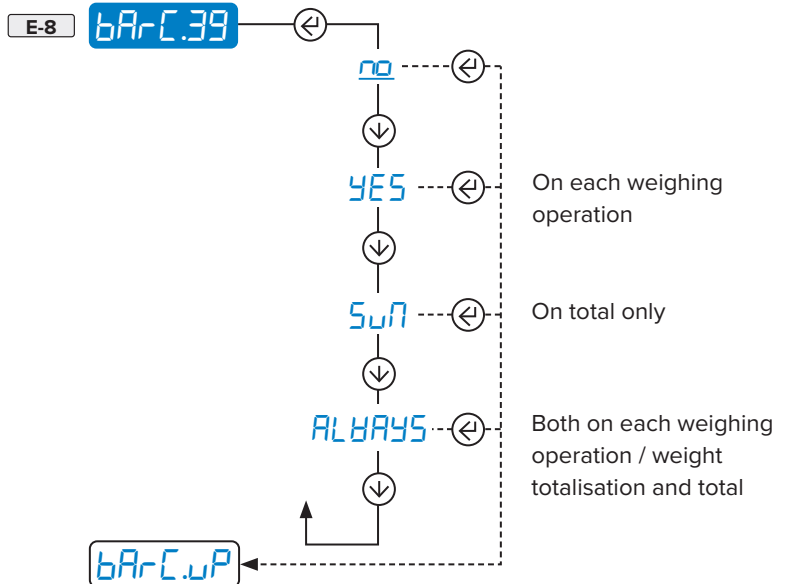 E-8 bArC.39
no
YES
On each weighing
operation
SuM
On total only
ALWAYS
Both on each weighing
operation / weight
totalisation and total
bArC.uP